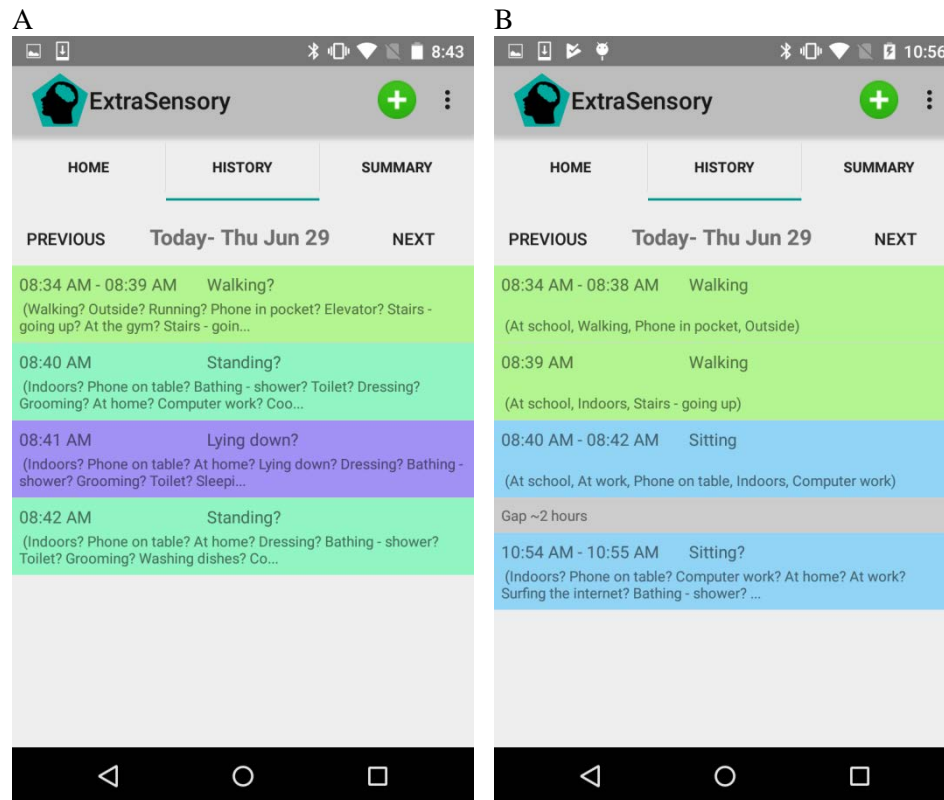 A
8:43
ExtraSensory
HOME HISTORY SUMMARY
PREVIOUS Today- Thu Jun 29 NEXT
08:34 AM - 08:39 AM Walking?
(Walking? Outside? Running? Phone in pocket? Elevator? Stairs -
going up? At the gym? Stairs - goin...
08:40 AM Standing?
(Indoors? Phone on table? Bathing - shower? Toilet? Dressing?
Grooming? At home? Computer work? Coo...
08:41 AM Lying down?
(Indoors? Phone on table? At home? Lying down? Dressing? Bathing -
shower? Grooming? Toilet? Sleepi...
08:42 AM Standing?
(Indoors? Phone on table? At home? Dressing? Bathing - shower?
Toilet? Grooming? Washing dishes? Co...
B
10:56
ExtraSensory
HOME HISTORY SUMMARY
PREVIOUS Today- Thu Jun 29 NEXT
08:34 AM - 08:38 AM Walking
(At school, Walking, Phone in pocket, Outside)
08:39 AM Walking
(At school, Indoors, Stairs - going up)
08:40 AM - 08:42 AM Sitting
(At school, At work, Phone on table, Indoors, Computer work)
Gap ~2 hours
10:54 AM - 10:55 AM Sitting?
(Indoors? Phone on table? Computer work? At home? At work?
Surfing the internet? Bathing - shower? ...